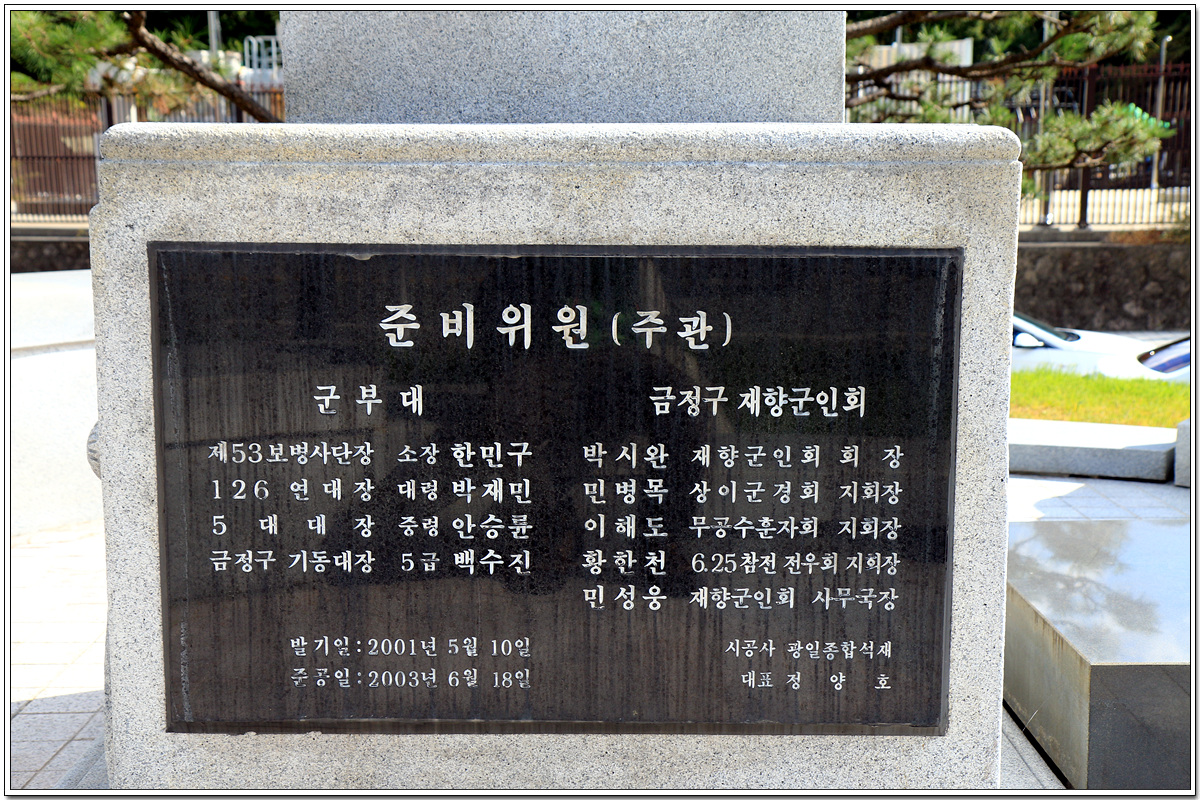 준비위원(주관)
군부대
제53보병사단장 소장 한민구
126 연대장 대령 박재민
5대대장 중령 안승륜
금정구 기동대장 5급 백수진
금정구 재향군인회
박시완 재향군인회 회장
민병목 상이군경회 지회장
이해도 무공수훈자회 지회장
황한천 6.25참전 전우회 지회장
민성웅 재향군인회 사무국장
발기일:2001년 5월 10일
준공일:2003년 6월 18일
시공사 광일종합석재
대표 정양호